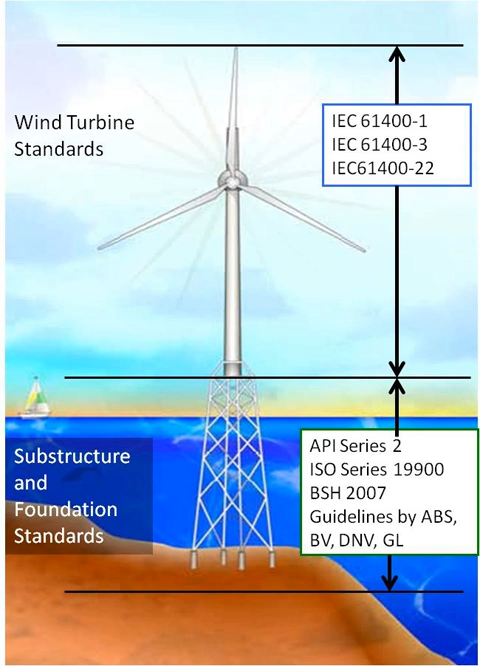 Wind Turbine
Standards
IEC 61400-1
IEC 61400-3
IEC61400-22
Substructure
and
Foundation
Standards
API Series 2
ISO Series 19900
BSH 2007
Guidelines by ABS,
BV, DNV, GL